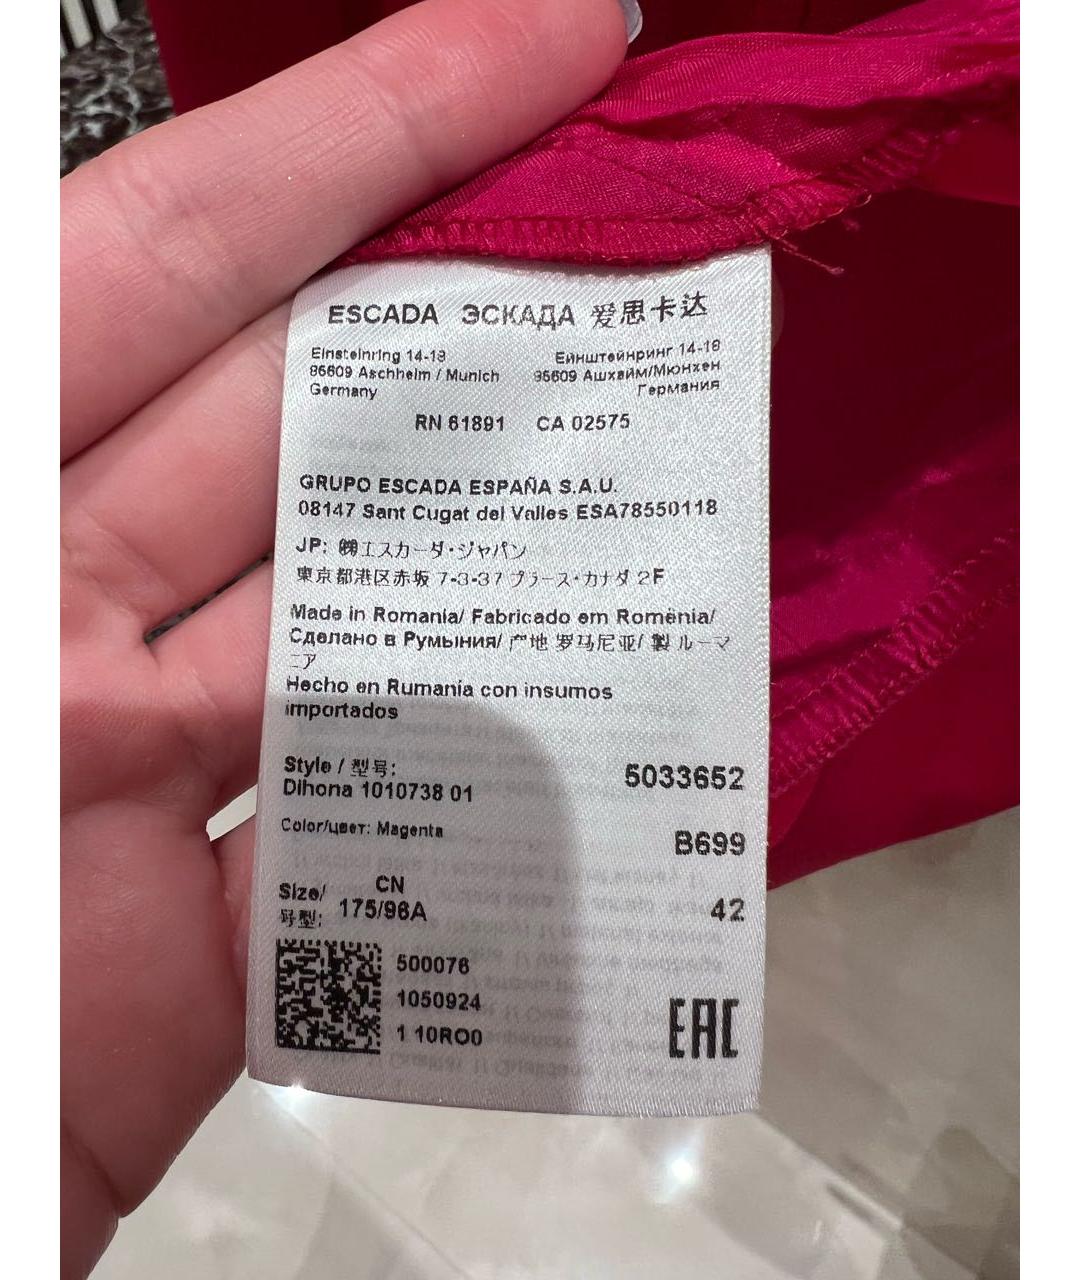 ESCADA ЭСКАДА 爱思卡达
Einsteinring 14-18
85609 Aschheim / Munich
Germany
Ейнштейнринг 14-18
85609 Ашхайм/Мюнхен
Германия
RN 61891 CA 02575
GRUPO ESCADA ESPAÑA S.A.U.
08147 Sant Cugat del Valles ESA78550118
JP: ㈱エスカーダ・ジャパン
東京都港区赤坂 7-3-37 プラース・カナダ 2F
Made in Romania/ Fabricado em Romênia/
Сделано в Румыния/ 产地 罗马尼亚/ 製 ルーマ
ニア
Hecho en Rumania con insumos
importados
Style / 型号:
Dihona 1010738 01
5033652
Color/цвет: Magenta
B699
Size/ CN
号型: 175/96A
42
500076
1050924
1 10RO0
EAC